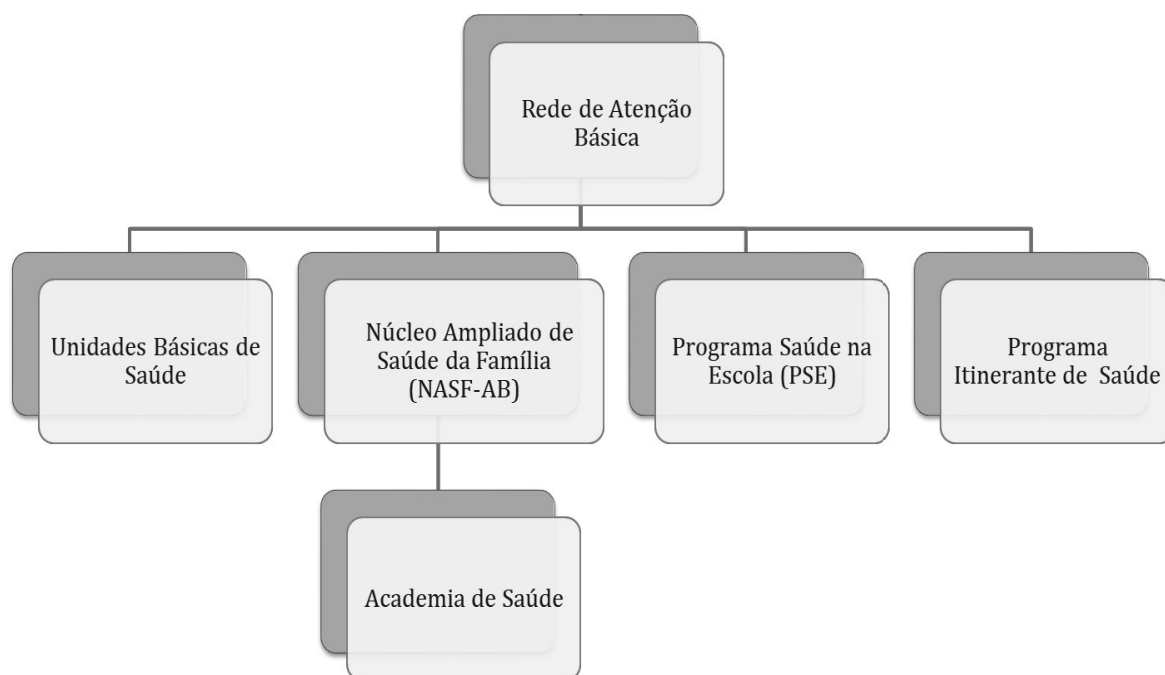 Rede de Atenção
Básica
Unidades Básicas de
Saúde
Núcleo Ampliado de
Saúde da Família
(NASF-AB)
Programa Saúde na
Escola (PSE)
Programa
Itinerante de Saúde
Academia de Saúde